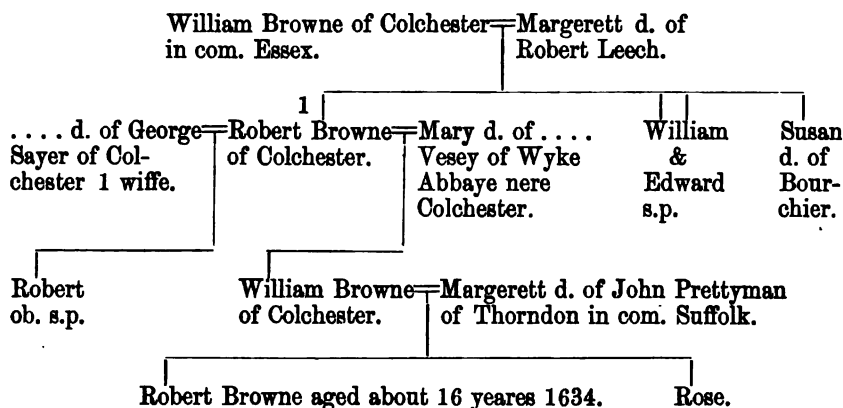 William Browne of Colchester
in com. Essex.
Margerett d. of
Robert Leech.
1
. . . . d. of George
Sayer of Col-
chester 1 wiffe.
Robert Browne
of Colchester.
Mary d. of . . . .
Vesey of Wyke
Abbaye nere
Colchester.
William
&
Edward
s.p.
Susan
d. of
Bour-
chier.
Robert
ob. s.p.
William Browne
of Colchester.
Margerett d. of John Prettyman
of Thorndon in com. Suffolk.
Robert Browne aged about 16 yeares 1634.
Rose.